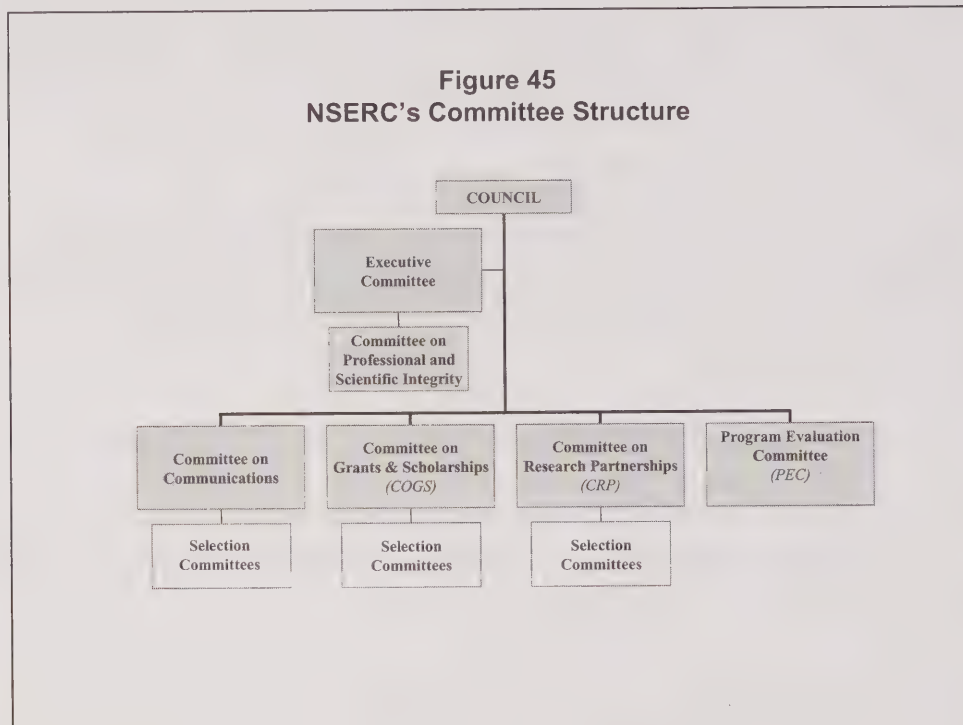 Figure 45
NSERC's Committee Structure
COUNCIL
Executive
Committee
Committee on
Professional and
Scientific Integrity
Committee on
Communications
Committee on
Grants & Scholarships
(COGS)
Committee on
Research Partnerships
(CRP)
Program Evaluation
Committee
(PEC)
Selection
Committees
Selection
Committees
Selection
Committees